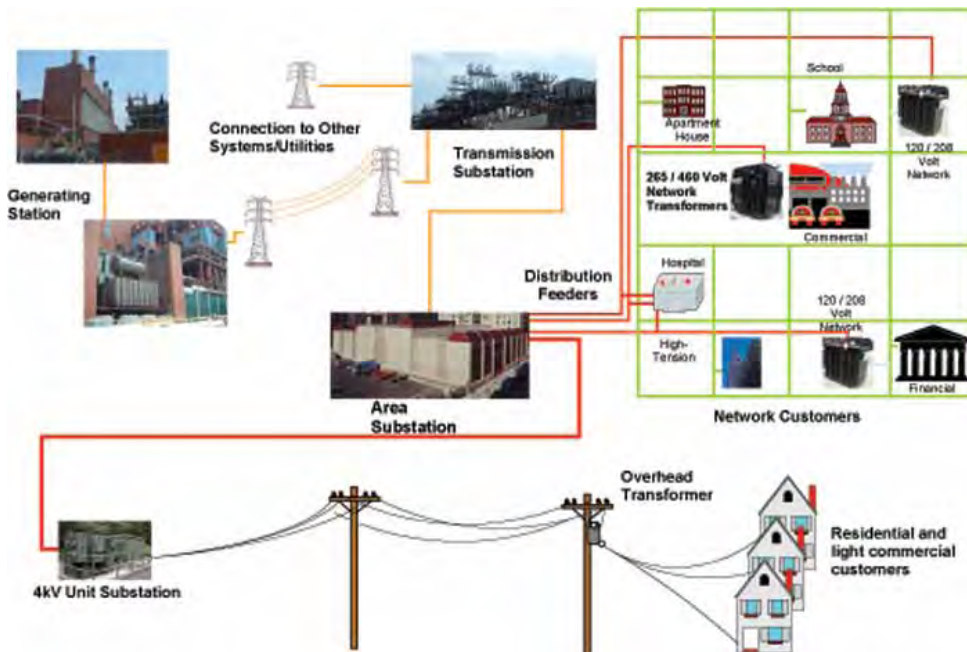 School
Apartment
House
120 / 208
Volt
Network
Connection to Other
Systems/Utilities
Transmission
Substation
265 / 460 Volt
Network
Transformers
Generating
Station
Commercial
Distribution
Feeders
Hospital
120 / 208
Volt
Network
High-
Tension
Financial
Area
Substation
Network Customers
Overhead
Transformer
Residential and
light commercial
customers
4kV Unit Substation